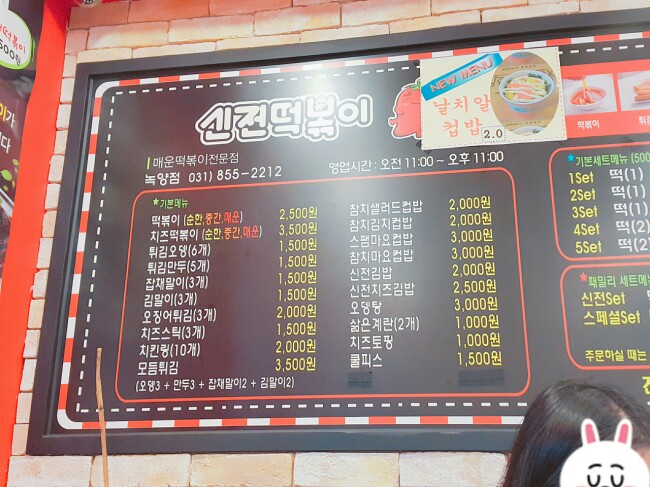 신전떡볶이
NEW MENU
날치알
컵밥 2.0
떡볶이
매운떡볶이전문점
녹양점 031) 855-2212
영업시간 : 오전 11:00 ~ 오후 11:00
기본메뉴
떡볶이 (순한,중간,매운) 2,500원
치즈떡볶이 (순한,중간,매운) 3,500원
튀김오뎅(6개) 1,500원
튀김만두(5개) 1,500원
잡채말이(3개) 1,500원
김말이(3개) 1,500원
오징어튀김(3개) 2,000원
치즈스틱(3개) 1,500원
치킨링(10개) 2,000원
모듬튀김 3,500원
(오뎅3 + 만두3 + 잡채말이2 + 김말이2)
참치샐러드컵밥 2,000원
참치김치컵밥 2,000원
스팸마요컵밥 3,000원
참치마요컵밥 3,000원
신전김밥 2,000원
신전치즈김밥 2,500원
오뎅탕 3,000원
삶은계란(2개) 1,000원
치즈토핑 1,000원
쿨피스 1,500원
기본세트메뉴 (500
1Set 떡(1)
2Set 떡(1)
3Set 떡(1)
4Set 떡(2)
5Set 떡(2)
패밀리 세트메뉴
신전Set 떡
스페셜Set
주문하실 때는